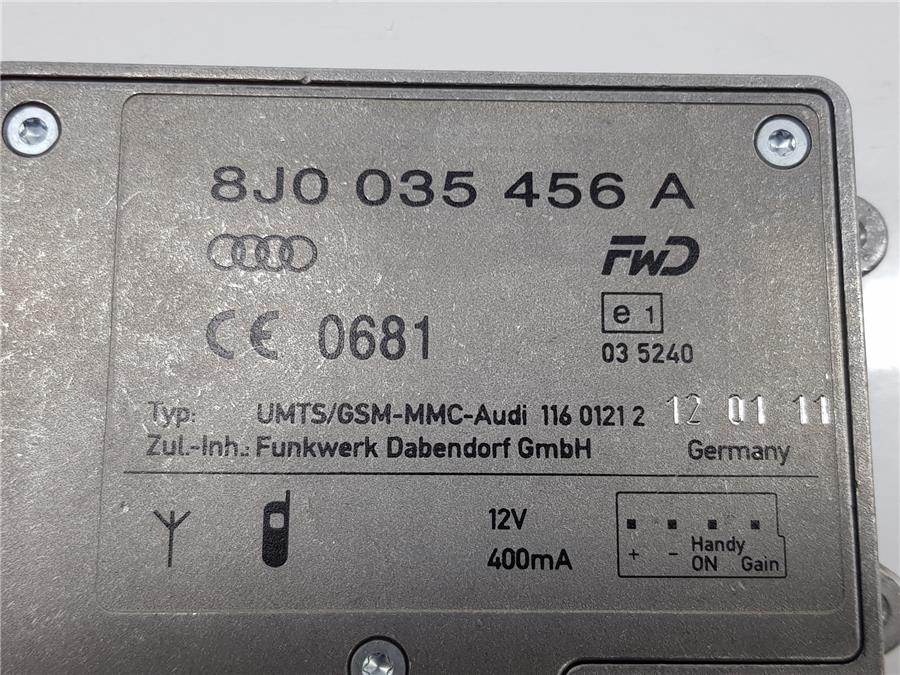 8J0 035 456 A
FWD
CE 0681
e 1
03 5240
Typ: UMTS/GSM-MMC-Audi 116 0121 2 12 01 11
Zul.-Inh.: Funkwerk Dabendorf GmbH Germany
12V
400mA
+ - Handy ON Gain